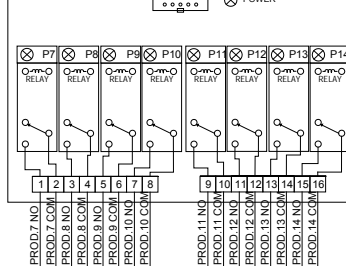 POWER
P7 P8 P9 P10 P11 P12 P13 P14
RELAY RELAY RELAY RELAY RELAY RELAY RELAY RELAY
1 2 3 4 5 6 7 8 9 10 11 12 13 14 15 16
PROD.7 NO
PROD.7 COM
PROD.8 NO
PROD.8 COM
PROD.9 NO
PROD.9 COM
PROD.10 NO
PROD.10 COM
PROD.11 NO
PROD.11 COM
PROD.12 NO
PROD.12 COM
PROD.13 NO
PROD.13 COM
PROD.14 NO
PROD.14 COM